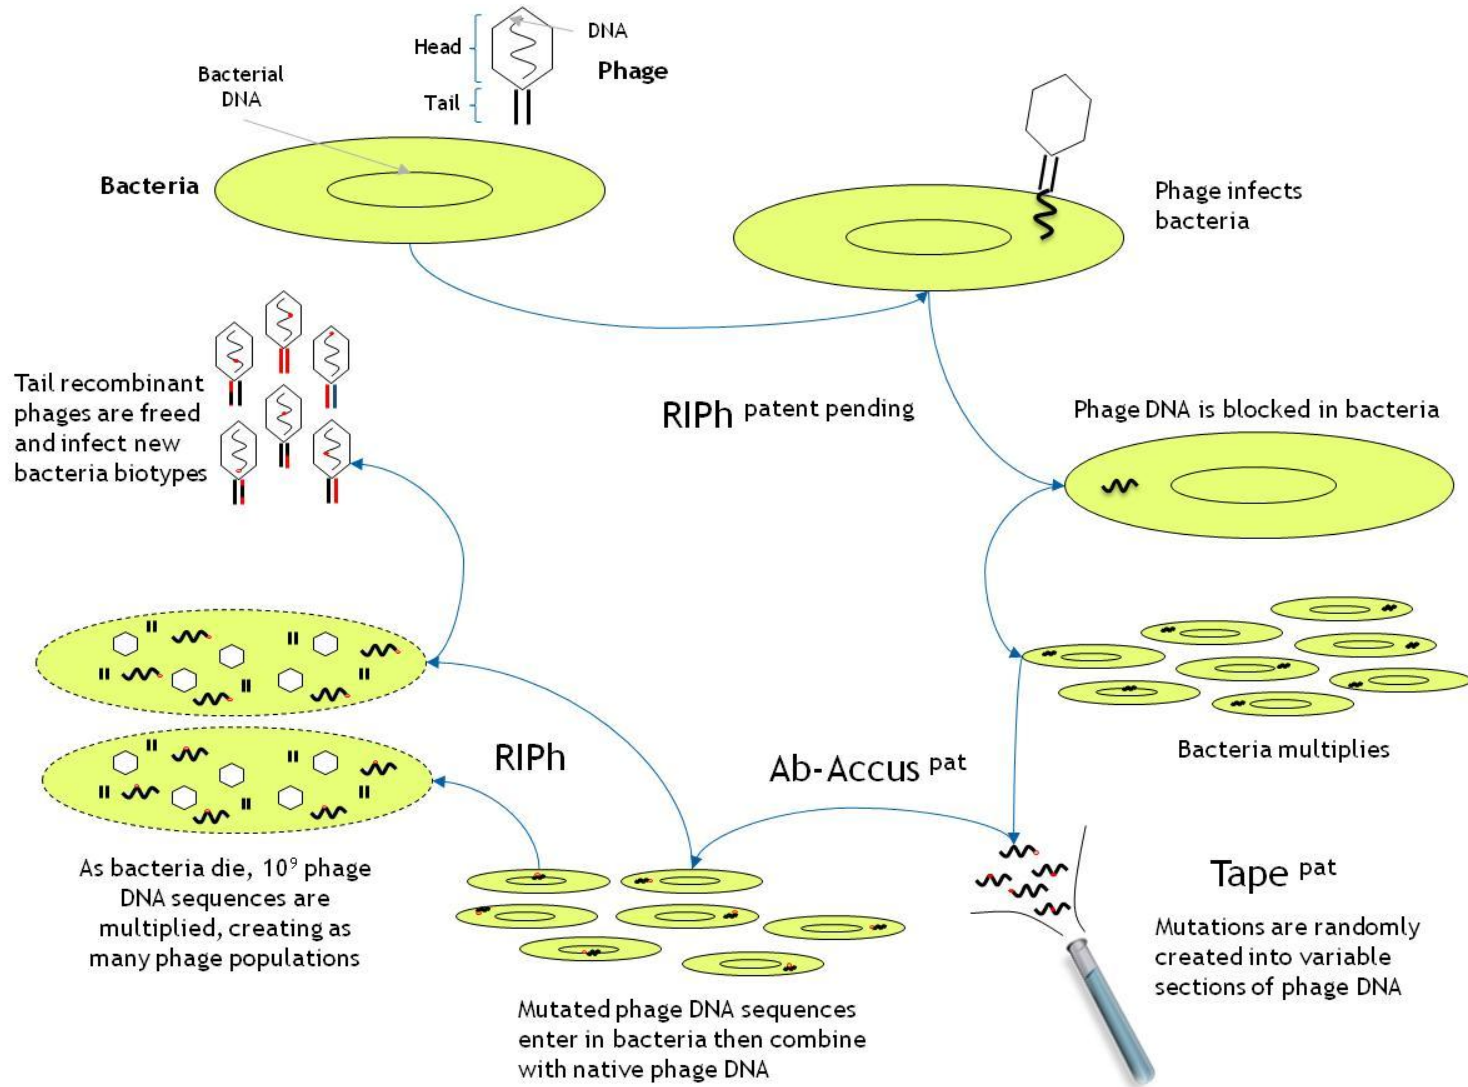 Head
DNA
Phage
Bacterial
DNA
Tail
Bacteria
Phage infects
bacteria
RIPh patent pending
Phage DNA is blocked in bacteria
Tail recombinant
phages are freed
and infect new
bacteria biotypes
Bacteria multiplies
RIPh
Ab-Accus pat
Tape pat
Mutations are randomly
created into variable
sections of phage DNA
As bacteria die, 10⁹ phage
DNA sequences are
multiplied, creating as
many phage populations
Mutated phage DNA sequences
enter in bacteria then combine
with native phage DNA